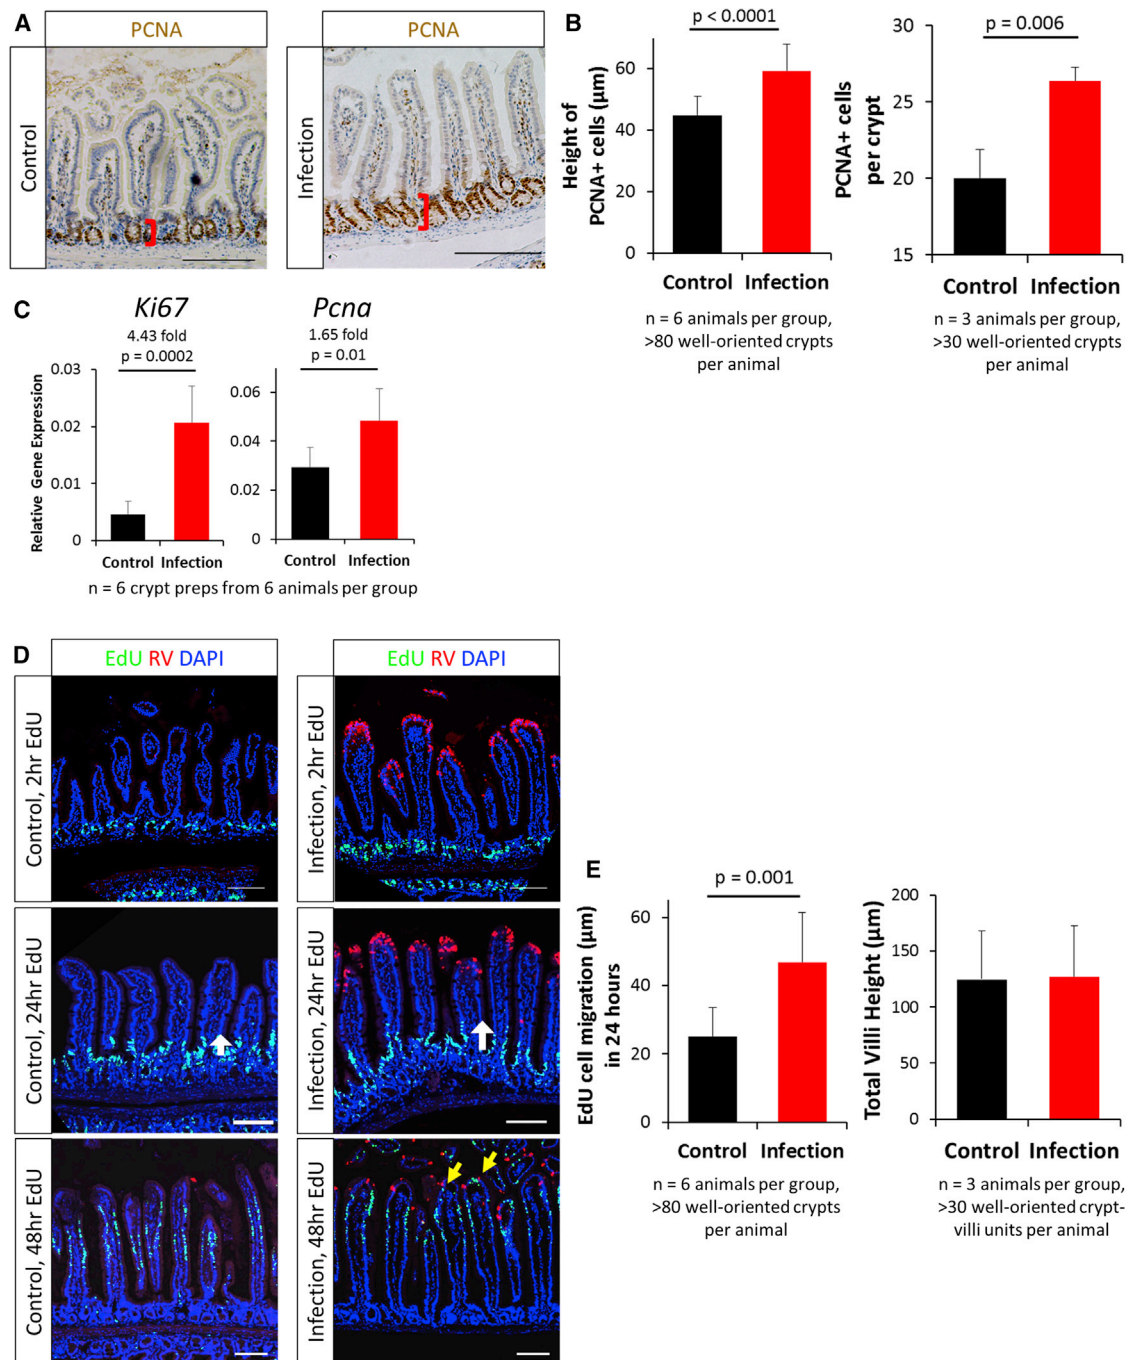 A
PCNA
PCNA
Control
Infection
B
p < 0.0001
Height of
PCNA+ cells (µm)
60
40
20
0
Control Infection
n = 6 animals per group,
>80 well-oriented crypts
per animal
p = 0.006
PCNA+ cells
per crypt
30
25
20
15
Control Infection
n = 3 animals per group,
>30 well-oriented crypts
per animal
C
Ki67
4.43 fold
p = 0.0002
Relative Gene Expression
0.03
0.02
0.01
0
Control Infection
Pcna
1.65 fold
p = 0.01
0.06
0.04
0.02
0
Control Infection
n = 6 crypt preps from 6 animals per group
D
EdU RV DAPI
EdU RV DAPI
Control, 2hr EdU
Infection, 2hr EdU
Control, 24hr EdU
Infection, 24hr EdU
Control, 48hr EdU
Infection, 48hr EdU
E
p = 0.001
EdU cell migration (µm)
in 24 hours
60
40
20
0
Control Infection
n = 6 animals per group,
>80 well-oriented crypts
per animal
Total Villi Height (µm)
200
150
100
50
0
Control Infection
n = 3 animals per group,
>30 well-oriented crypt-
villi units per animal